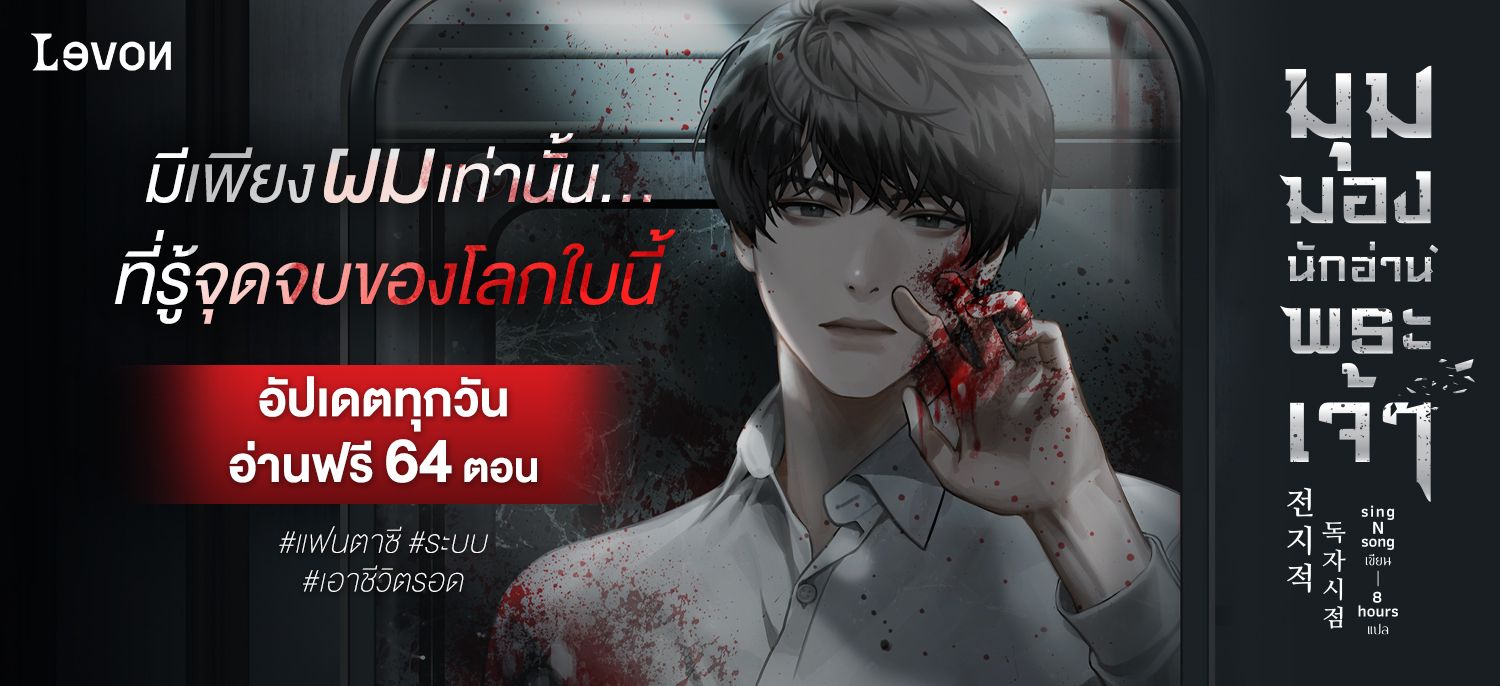 Levon
มีเพียงผมเท่านั้น...
ที่รู้จุดจบของโลกใบนี้
อัปเดตทุกวัน
อ่านฟรี 64 ตอน
#แฟนตาซี #ระบบ
#เอาชีวิตรอด
มุม
มอง
นักอ่าน
พระ
เจ้า
전지적
독자시점
sing
N
song
เขียน
8
hours
แปล